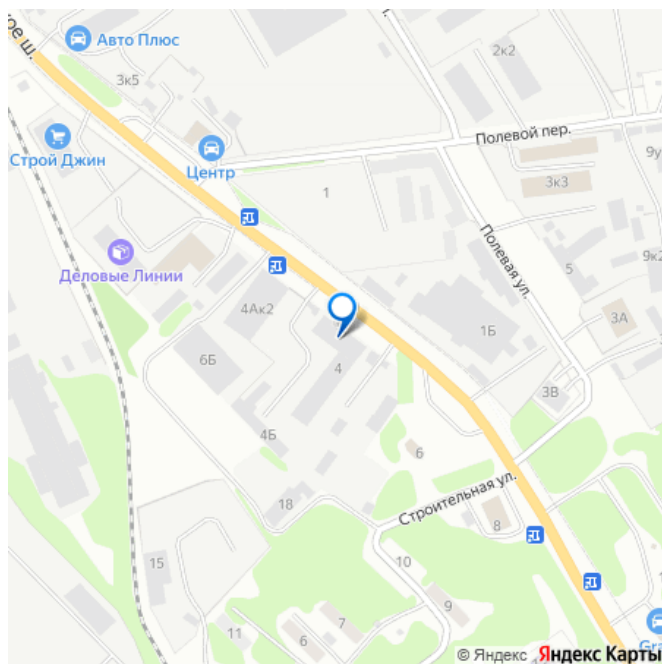 Авто Плюс
2к2
ое ш.
3к5
Полевой пер.
Строй Джин
Центр
9у
3к3
1
Полевая ул.
Деловые Линии
5
9к2
4Ак2
3А
1Б
6Б
4
3В
4Б
6
Строительная ул.
18
8
15
10
9
7
11
6
Gra
© Яндекс Яндекс Карты